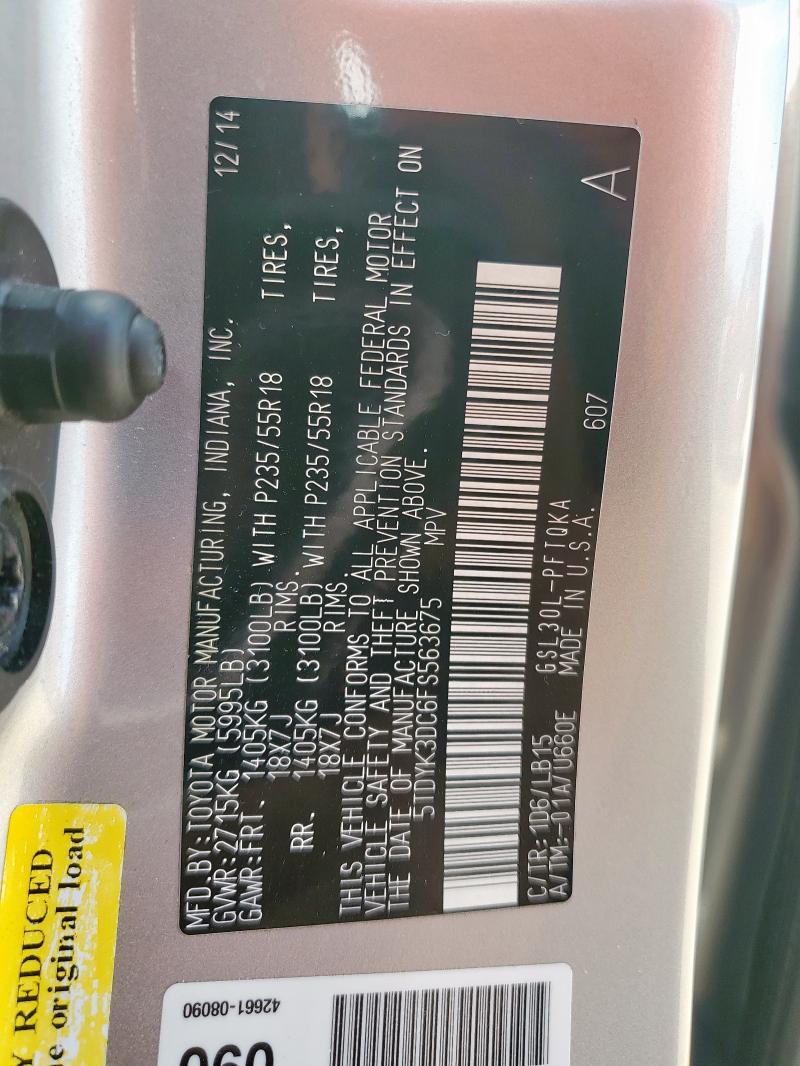 MFD.BY:TOYOTA MOTOR MANUFACTURING, INDIANA, INC. 12/14
GVWR:2715KG (5995LB)
GAWR:FRT. 1405KG (3100LB) WITH P235/55R18 TIRES,
18X7J RIMS.
RR. 1405KG (3100LB) WITH P235/55R18 TIRES,
18X7J RIMS.
THIS VEHICLE CONFORMS TO ALL APPLICABLE FEDERAL MOTOR
VEHICLE SAFETY AND THEFT PREVENTION STANDARDS IN EFFECT ON
THE DATE OF MANUFACTURE SHOWN ABOVE.
5TDYK3DC6FS563675 MPV
C/TR:1D6/LB15 GSL30L-PFTQKA
A/TM:-01A/U660E MADE IN U.S.A. 607 A
Y REDUCED
original load
42661-08090